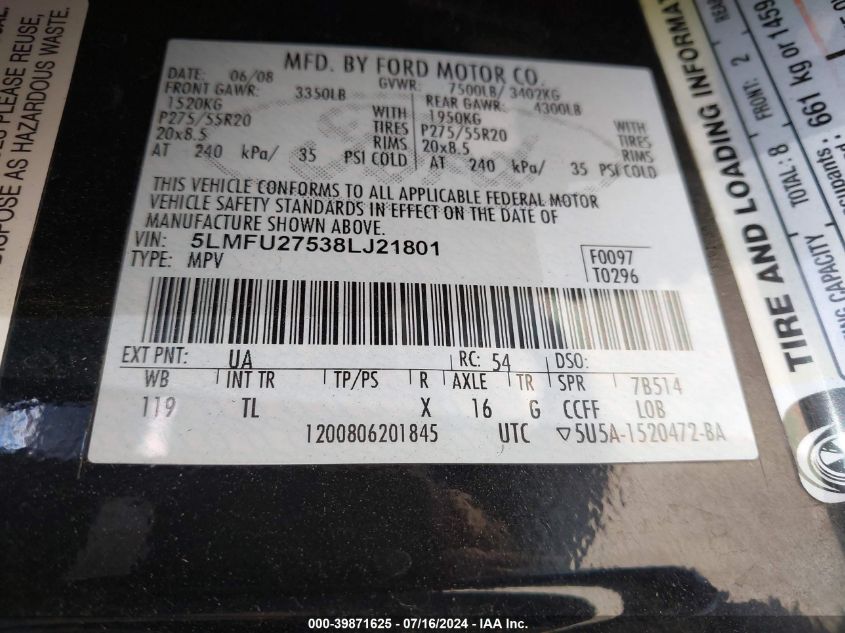 SES PLEASE REUSE,
DISPOSE AS HAZARDOUS WASTE.
MFD. BY FORD MOTOR CO.
DATE: 06/08 GVWR: 7500LB/ 3402KG
FRONT GAWR: 3350LB REAR GAWR: 4300LB
1520KG WITH 1950KG WITH
P275/55R20 TIRES P275/55R20 TIRES
20x8.5 RIMS 20x8.5 RIMS
AT 240 kPa/ 35 PSI COLD AT 240 kPa/ 35 PSI COLD
THIS VEHICLE CONFORMS TO ALL APPLICABLE FEDERAL MOTOR
VEHICLE SAFETY STANDARDS IN EFFECT ON THE DATE OF
MANUFACTURE SHOWN ABOVE.
VIN: 5LMFU27538LJ21801
TYPE: MPV
F0097
T0296
EXT PNT: UA RC: 54 DSO:
WB INT TR TP/PS R AXLE TR SPR 7B514
119 TL X 16 G CCFF LOB
1200806201845 UTC ▽5U5A-1520472-BA
TIRE AND LOADING INFORMAT
CAPACITY TOTAL: 8 FRONT: 2 REAR
661 kg or 1459
000-39871625 - 07/16/2024 - IAA Inc.